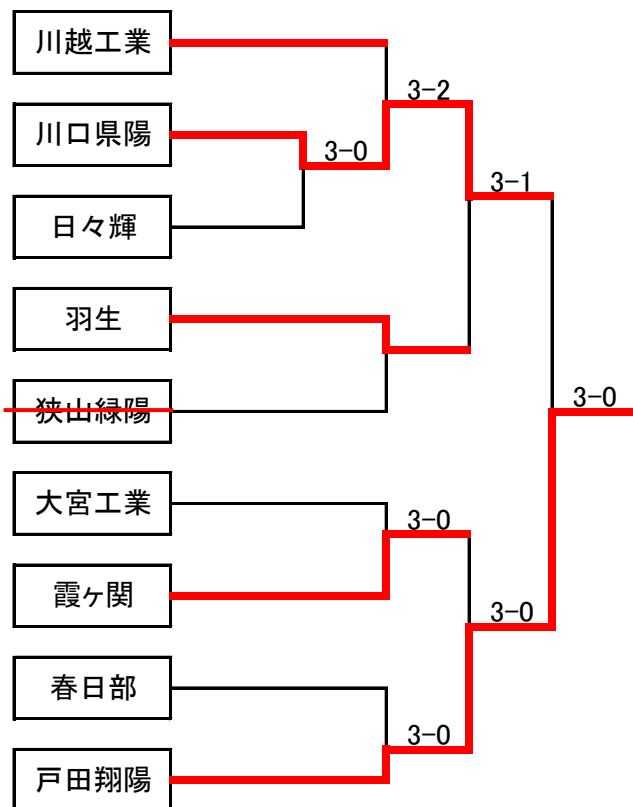 川越工業
3-2
川口県陽
3-0
3-1
日々輝
羽生
狭山緑陽
3-0
大宮工業
3-0
霞ヶ関
3-0
春日部
3-0
戸田翔陽